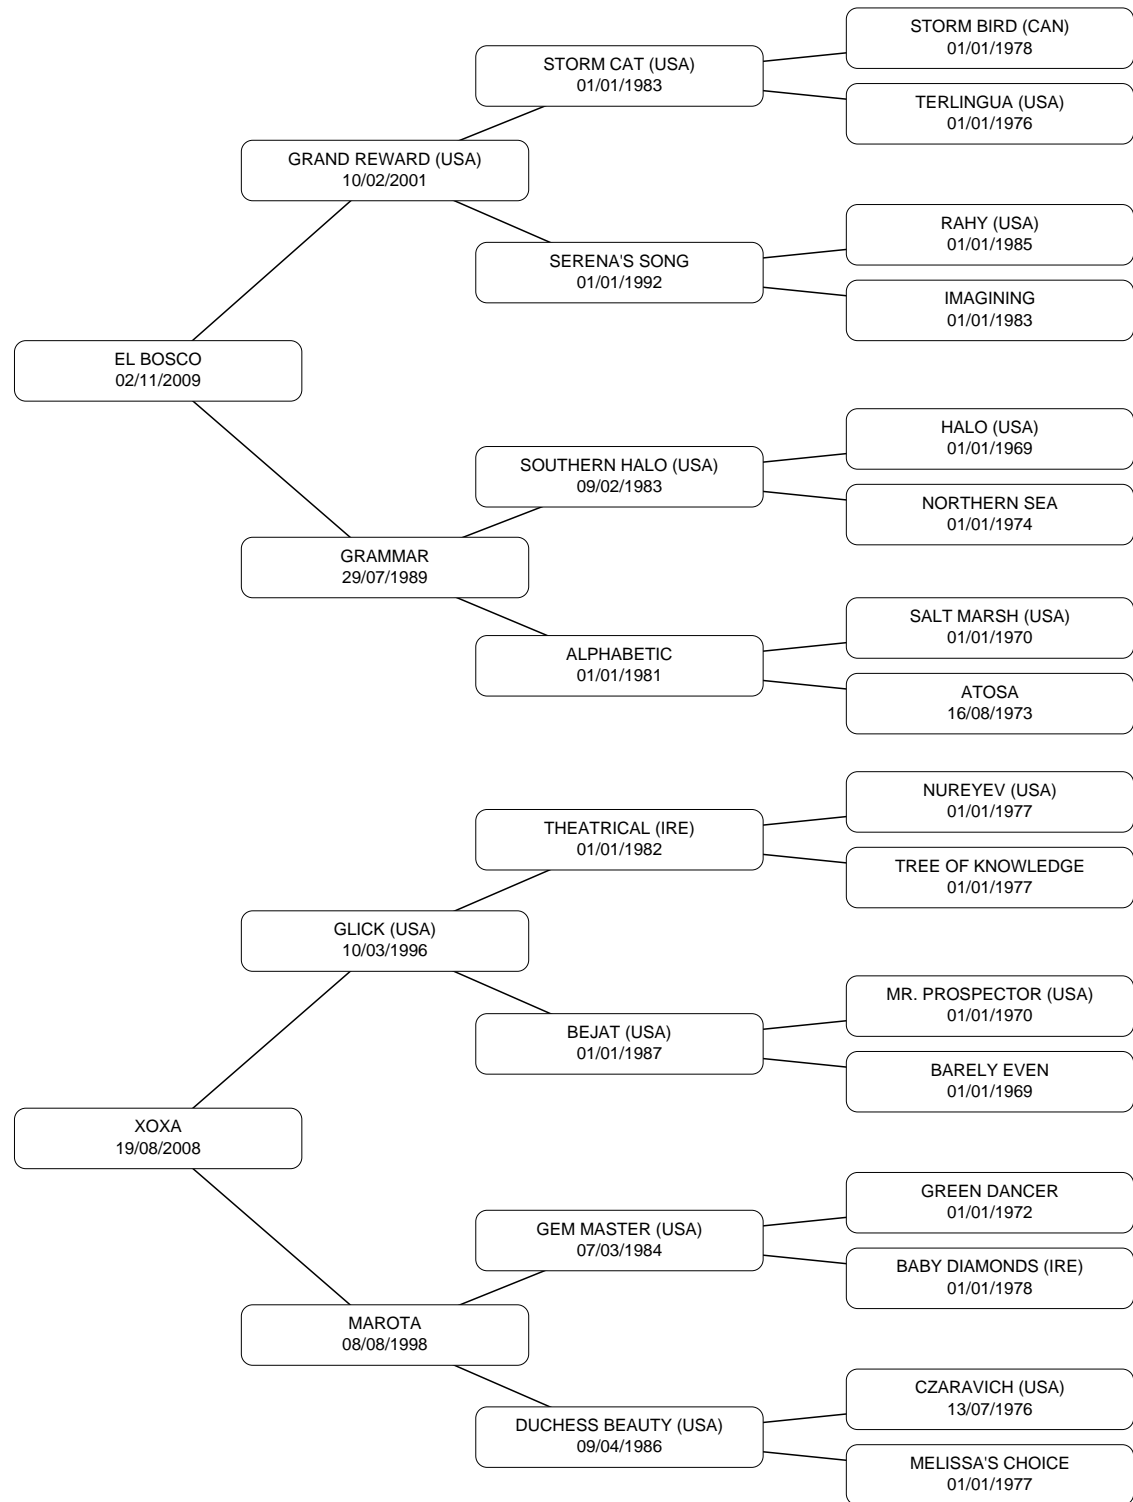 STORM BIRD (CAN)
01/01/1978
STORM CAT (USA)
01/01/1983
TERLINGUA (USA)
01/01/1976
GRAND REWARD (USA)
10/02/2001
RAHY (USA)
01/01/1985
SERENA'S SONG
01/01/1992
IMAGINING
01/01/1983
EL BOSCO
02/11/2009
HALO (USA)
01/01/1969
SOUTHERN HALO (USA)
09/02/1983
NORTHERN SEA
01/01/1974
GRAMMAR
29/07/1989
SALT MARSH (USA)
01/01/1970
ALPHABETIC
01/01/1981
ATOSA
16/08/1973
NUREYEV (USA)
01/01/1977
THEATRICAL (IRE)
01/01/1982
TREE OF KNOWLEDGE
01/01/1977
GLICK (USA)
10/03/1996
MR. PROSPECTOR (USA)
01/01/1970
BEJAT (USA)
01/01/1987
BARELY EVEN
01/01/1969
XOXA
19/08/2008
GREEN DANCER
01/01/1972
GEM MASTER (USA)
07/03/1984
BABY DIAMONDS (IRE)
01/01/1978
MAROTA
08/08/1998
CZARAVICH (USA)
13/07/1976
DUCHESS BEAUTY (USA)
09/04/1986
MELISSA'S CHOICE
01/01/1977